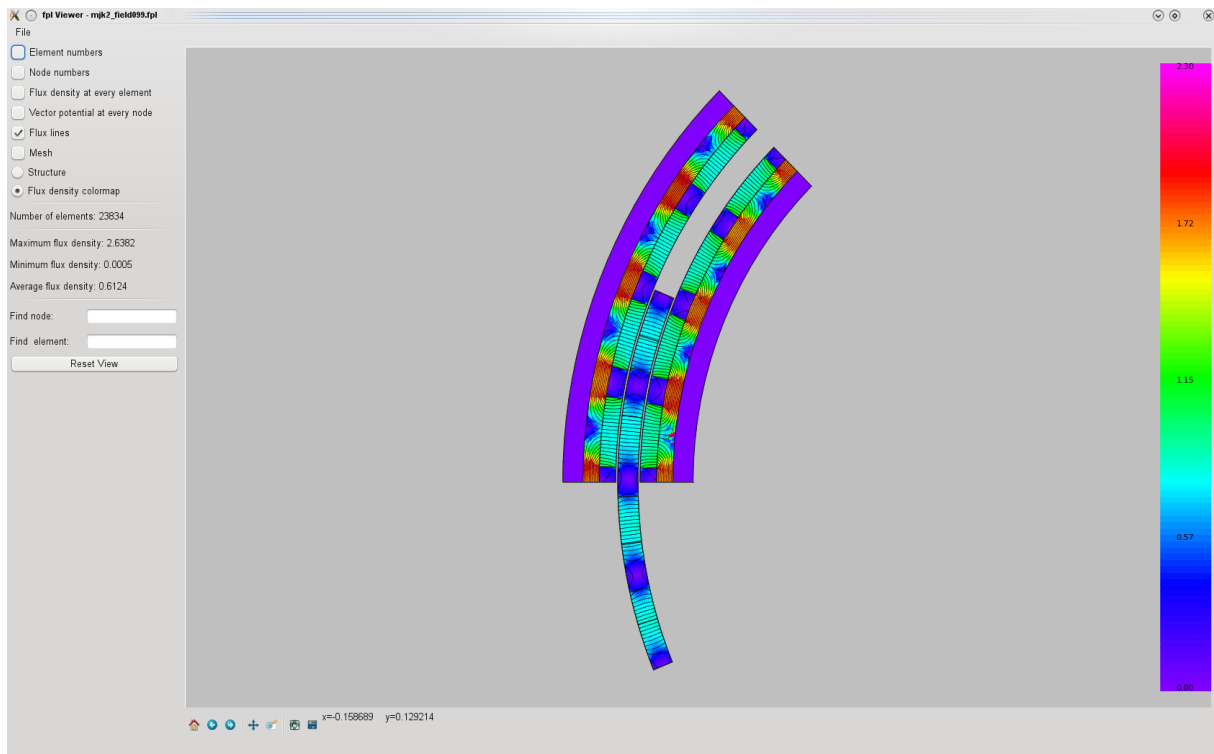 fpl Viewer - mjk2_field099.fpl
File
Element numbers
Node numbers
Flux density at every element
Vector potential at every node
Flux lines
Mesh
Structure
Flux density colormap
Number of elements: 23834
Maximum flux density: 2.6382
Minimum flux density: 0.0005
Average flux density: 0.6124
Find node:
Find element:
Reset View
2.30
1.72
1.15
0.57
0.00
x=-0.158689 y=0.129214